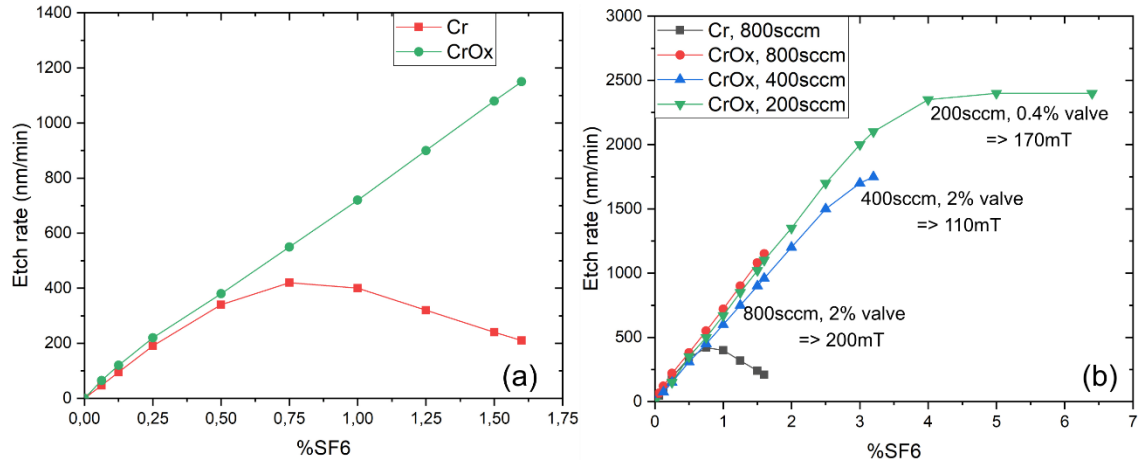 Cr
CrOx
Etch rate (nm/min)
1200
1000
800
600
400
200
0
0,00 0,25 0,50 0,75 1,00 1,25 1,50 1,75
%SF6
(a)
Cr, 800sccm
CrOx, 800sccm
CrOx, 400sccm
CrOx, 200sccm
Etch rate (nm/min)
3000
2500
2000
1500
1000
500
0
200sccm, 0.4% valve
=> 170mT
400sccm, 2% valve
=> 110mT
800sccm, 2% valve
=> 200mT
(b)
0 1 2 3 4 5 6 7
%SF6